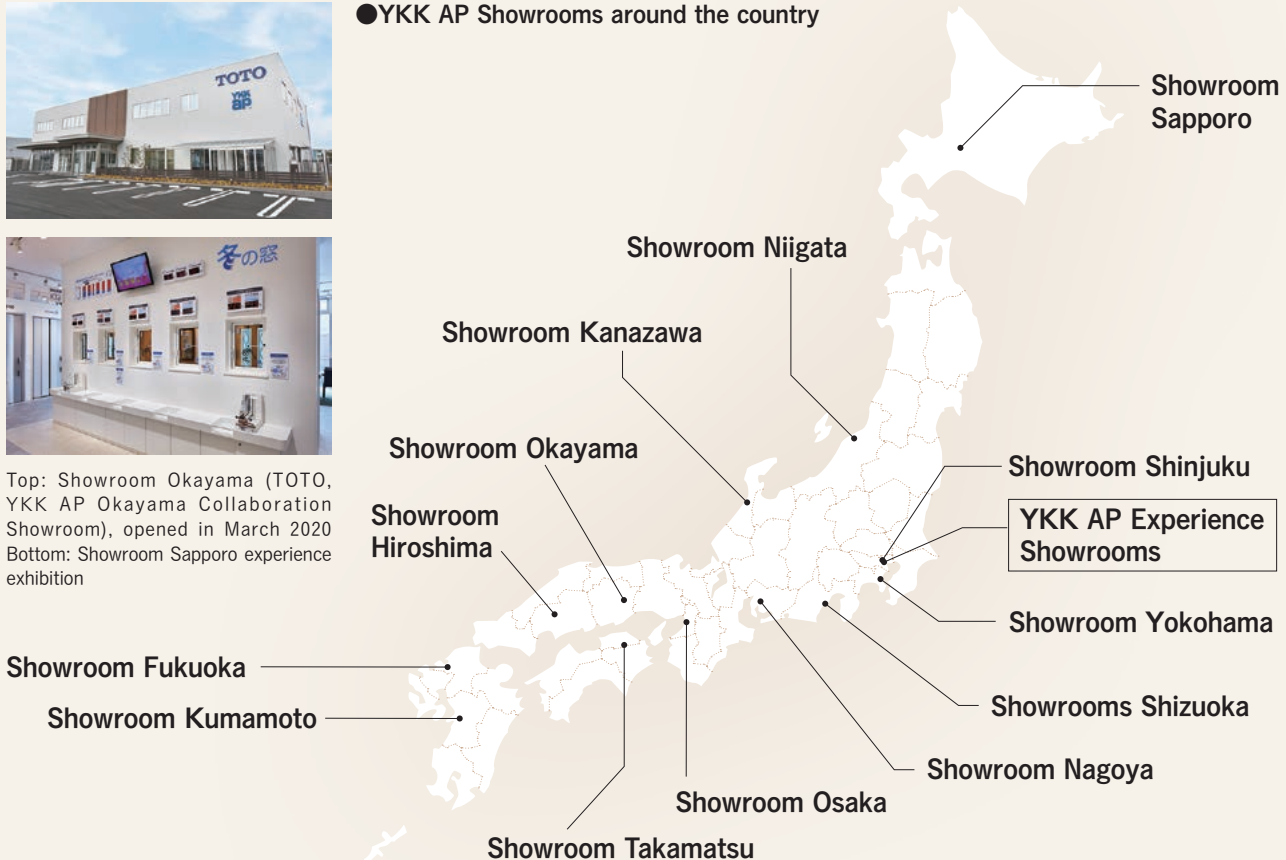 ●YKK AP Showrooms around the country
TOTO
YKK
ap
冬の窓
Top: Showroom Okayama (TOTO,
YKK AP Okayama Collaboration
Showroom), opened in March 2020
Bottom: Showroom Sapporo experience
exhibition
Showroom
Sapporo
Showroom Niigata
Showroom Kanazawa
Showroom Okayama
Showroom
Hiroshima
Showroom Shinjuku
YKK AP Experience
Showrooms
Showroom Yokohama
Showroom Fukuoka
Showroom Kumamoto
Showrooms Shizuoka
Showroom Nagoya
Showroom Osaka
Showroom Takamatsu